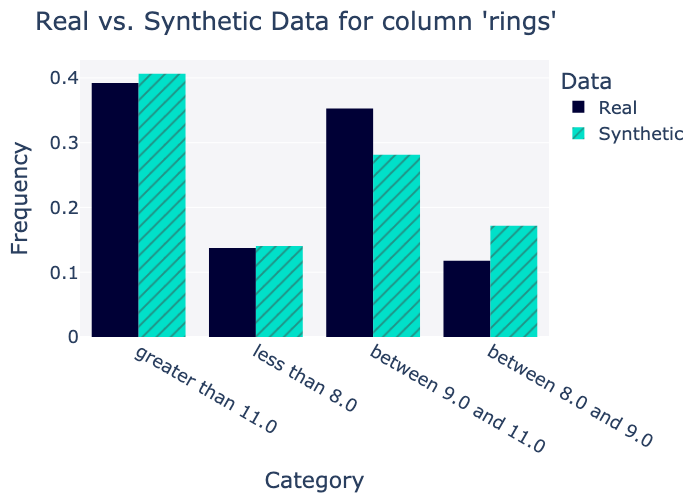 Real vs. Synthetic Data for column 'rings'
Data
Real
Synthetic
Frequency
0.4
0.3
0.2
0.1
0
greater than 11.0
less than 8.0
between 9.0 and 11.0
between 8.0 and 9.0
Category